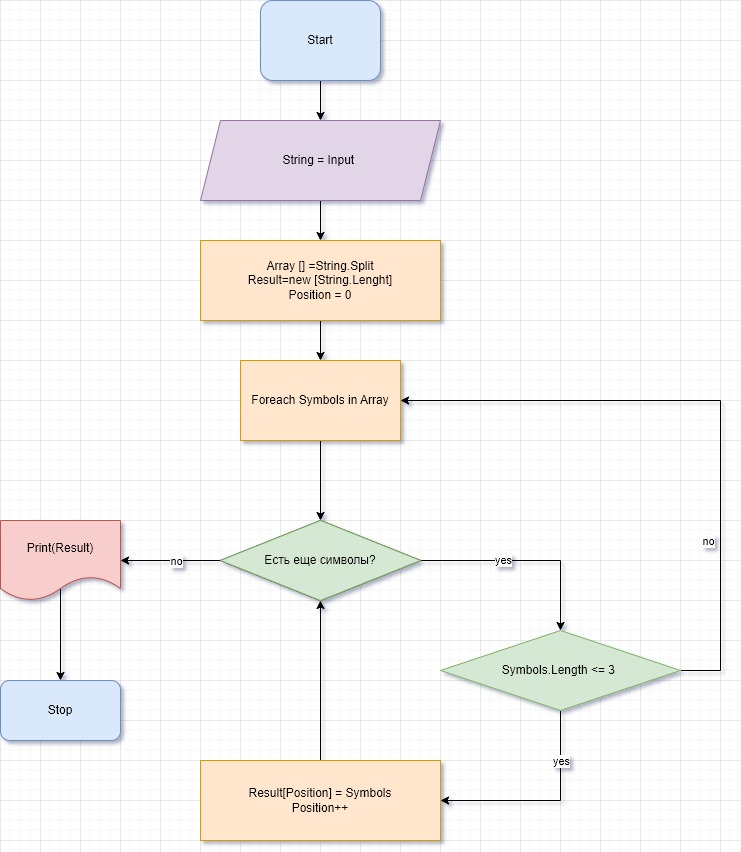 Start
String = Input
Array [] =String.Split
Result=new [String.Lenght]
Position = 0
Foreach Symbols in Array
Есть еще символы?
no
yes
no
Print(Result)
Symbols.Length <= 3
Stop
yes
Result[Position] = Symbols
Position++